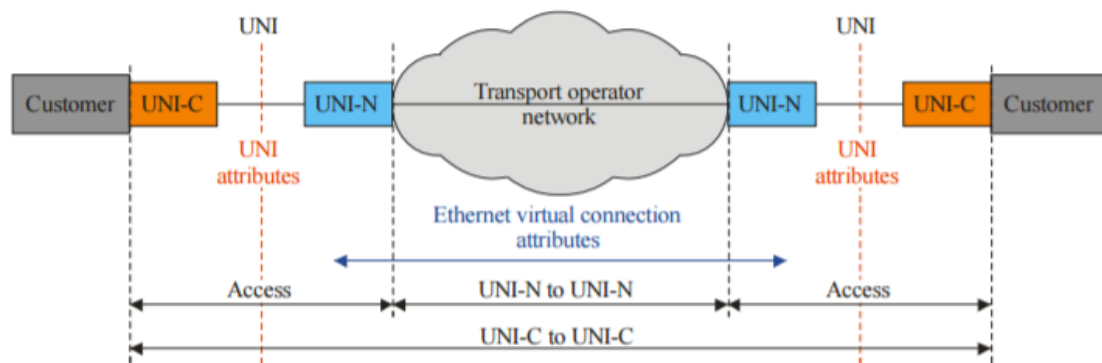 UNI
UNI
Customer
UNI-C
UNI-N
Transport operator
network
UNI-N
UNI-C
Customer
UNI
attributes
UNI
attributes
Ethernet virtual connection
attributes
Access
UNI-N to UNI-N
Access
UNI-C to UNI-C